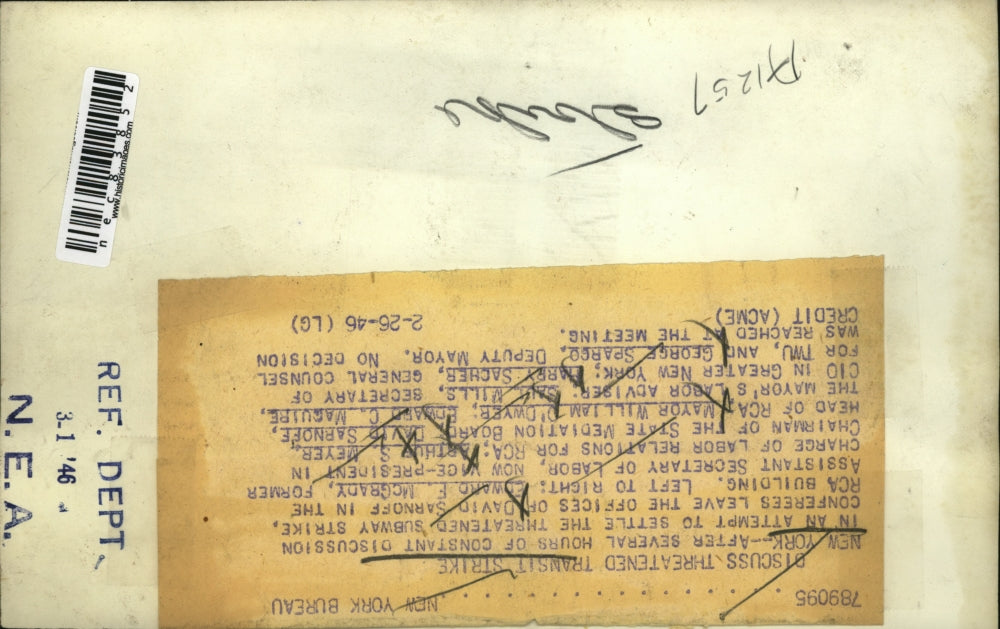 789095 . . . . . . . . . . . . . . . NEW YORK BUREAU
DISCUSS THREATENED TRANSIT STRIKE
NEW YORK--AFTER SEVERAL HOURS OF CONSTANT DISCUSSION
IN AN ATTEMPT TO SETTLE THE THREATENED SUBWAY STRIKE,
CONFEREES LEAVE THE OFFICES OF DAVID SARNOFF IN THE
RCA BUILDING. LEFT TO RIGHT: EDWARD F. MCGRADY, FORMER
ASSISTANT SECRETARY OF LABOR, NOW VICE-PRESIDENT IN
CHARGE OF LABOR RELATIONS FOR RCA; ARTHUR S. MEYER,
CHAIRMAN OF THE STATE MEDIATION BOARD; DAVID SARNOFF,
HEAD OF RCA; MAYOR WILLIAM O'DWYER; EDWARD C. MAGUIRE,
THE MAYOR'S LABOR ADVISER; MILLS, SECRETARY OF
CIO IN GREATER NEW YORK; HARRY SACHER, GENERAL COUNSEL
FOR TWU, AND GEORGE SPARGO, DEPUTY MAYOR. NO DECISION
WAS REACHED AT THE MEETING.
CREDIT (ACME) 2-26-46 (LG)
Strike
A1257
REF. DEPT.
3.1 '46
N. E. A.
nec83852
www.historicimages.com